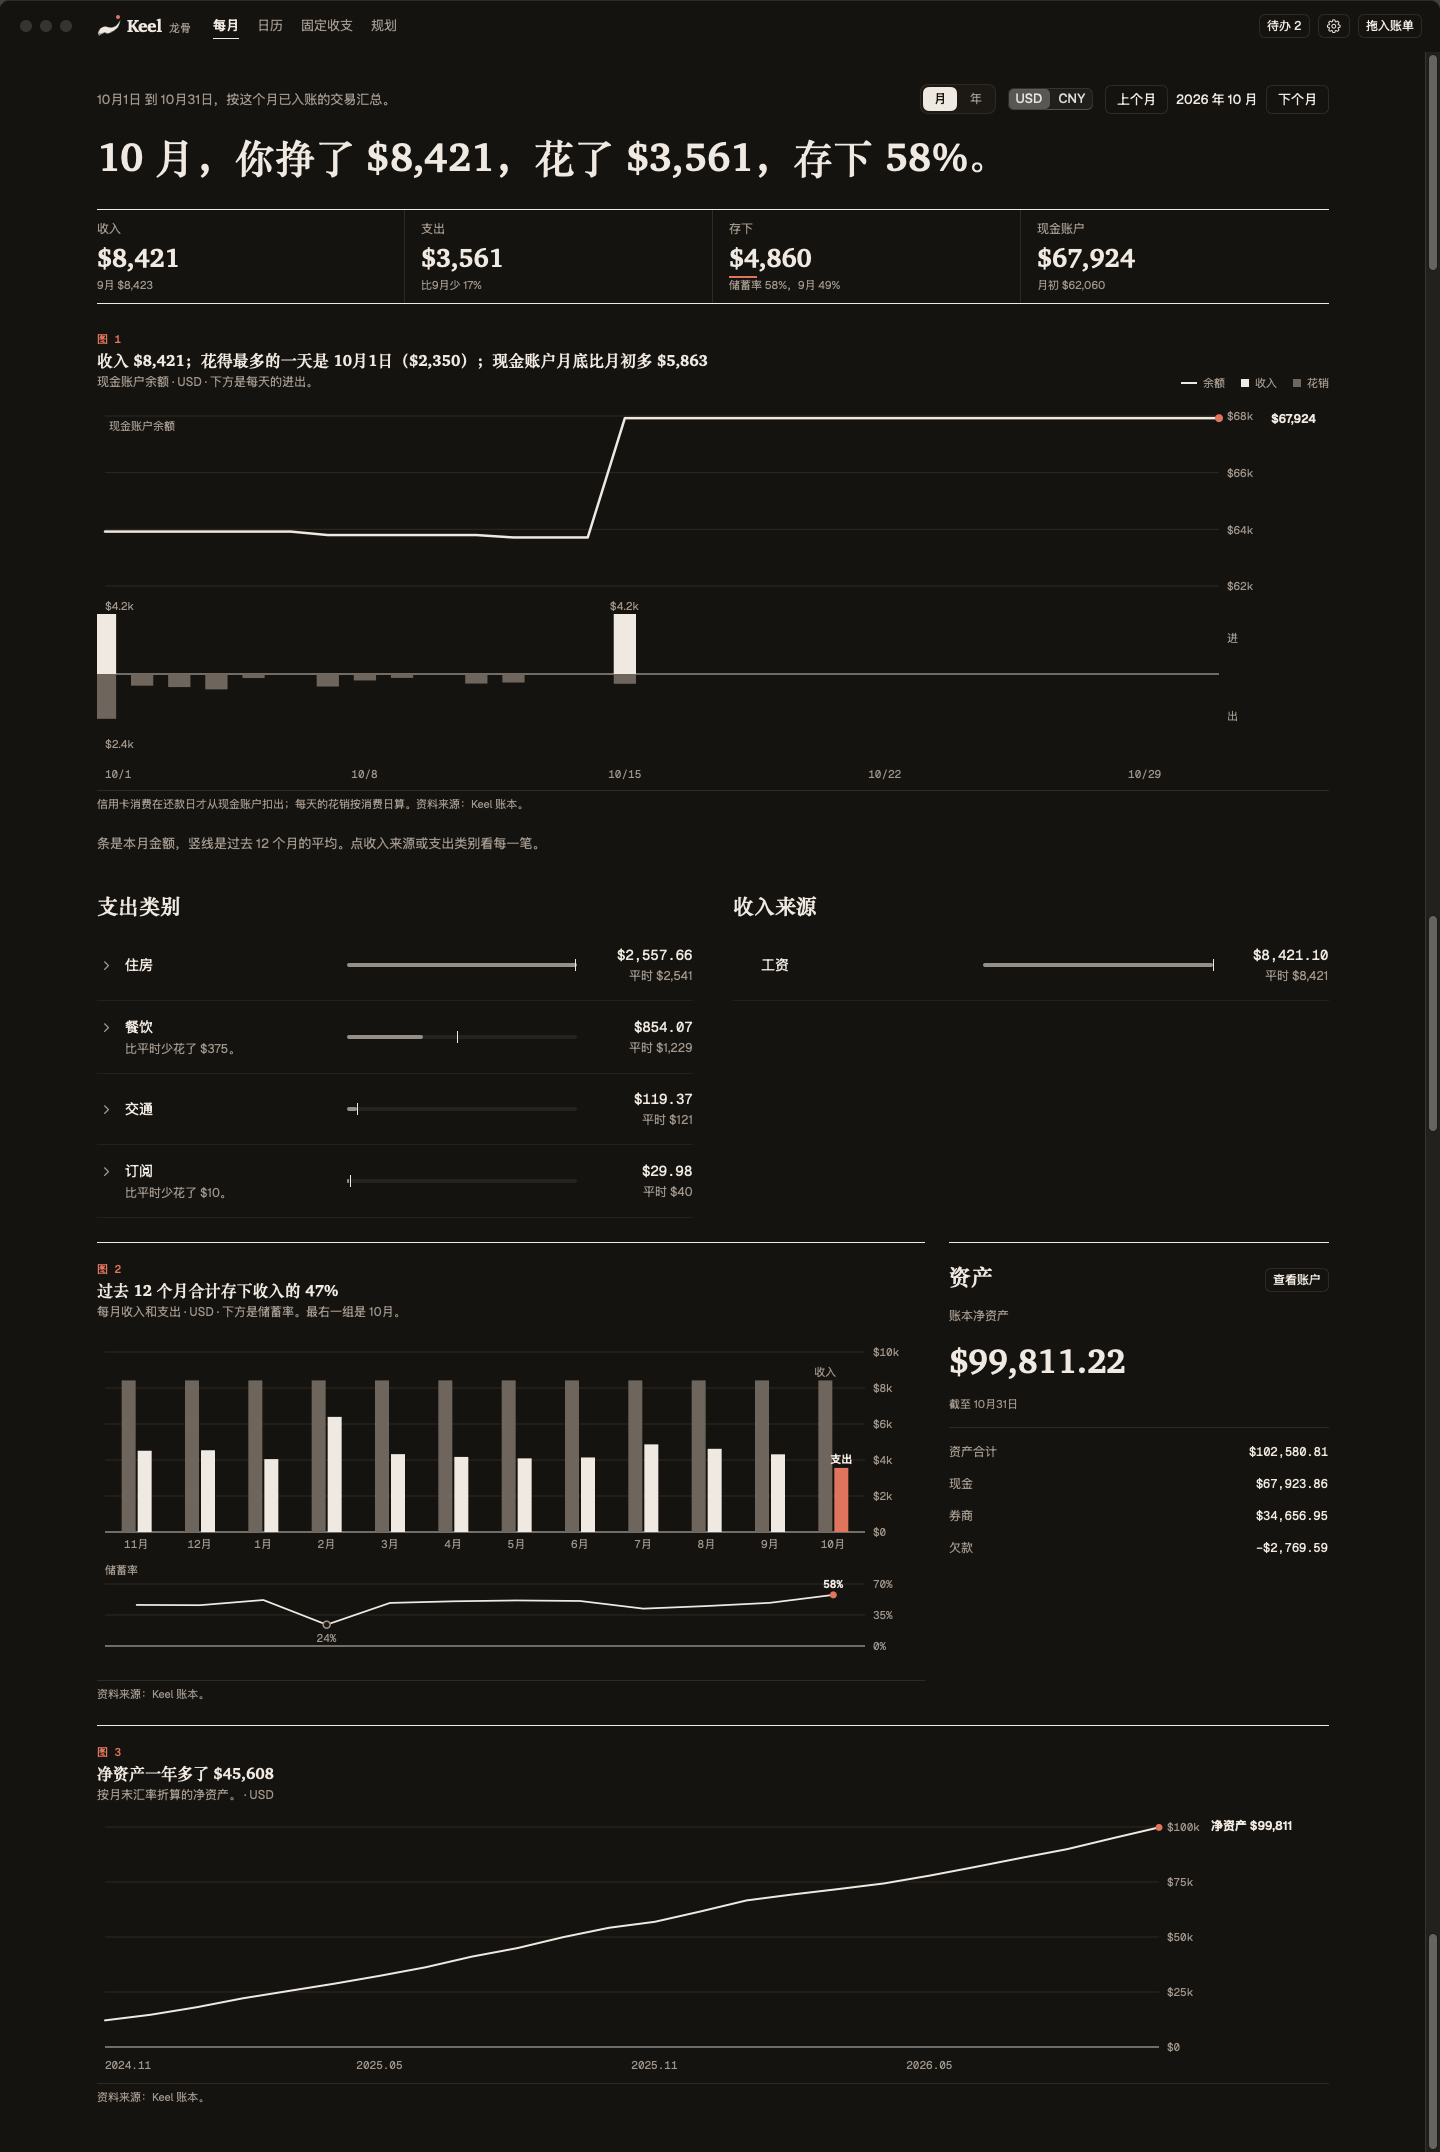 Keel 龙骨 每月 日历 固定收支 规划 待办 2 拖入账单
10月1日 到 10月31日，按这个月已入账的交易汇总。 月 年 USD CNY 上个月 2026 年 10 月 下个月
10 月，你挣了 $8,421，花了 $3,561，存下 58%。
收入 支出 存下 现金账户
$8,421 $3,561 $4,860 $67,924
9月 $8,423 比9月少 17% 储蓄率 58%，9月 49% 月初 $62,060
图 1
收入 $8,421；花得最多的一天是 10月1日（$2,350）；现金账户月底比月初多 $5,863
现金账户余额 · USD · 下方是每天的进出。 余额 收入 花销
现金账户余额 $68k $67,924
$66k
$64k
$62k
$4.2k $4.2k
进
出
$2.4k
10/1 10/8 10/15 10/22 10/29
信用卡消费在还款日才从现金账户扣出；每天的花销按消费日算。资料来源：Keel 账本。
条是本月金额，竖线是过去 12 个月的平均。点收入来源或支出类别看每一笔。
支出类别
住房 $2,557.66
平时 $2,541
餐饮 $854.07
比平时少花了 $375。 平时 $1,229
交通 $119.37
平时 $121
订阅 $29.98
比平时少花了 $10。 平时 $40
收入来源
工资 $8,421.10
平时 $8,421
图 2
过去 12 个月合计存下收入的 47%
每月收入和支出 · USD · 下方是储蓄率。最右一组是 10月。
$10k
收入
$8k
$6k
$4k
支出
$2k
$0
11月 12月 1月 2月 3月 4月 5月 6月 7月 8月 9月 10月
储蓄率
58% 70%
35%
24%
0%
资料来源：Keel 账本。
资产 查看账户
账本净资产
$99,811.22
截至 10月31日
资产合计 $102,580.81
现金 $67,923.86
券商 $34,656.95
欠款 -$2,769.59
图 3
净资产一年多了 $45,608
按月末汇率折算的净资产。 · USD
$100k 净资产 $99,811
$75k
$50k
$25k
$0
2024.11 2025.05 2025.11 2026.05
资料来源：Keel 账本。